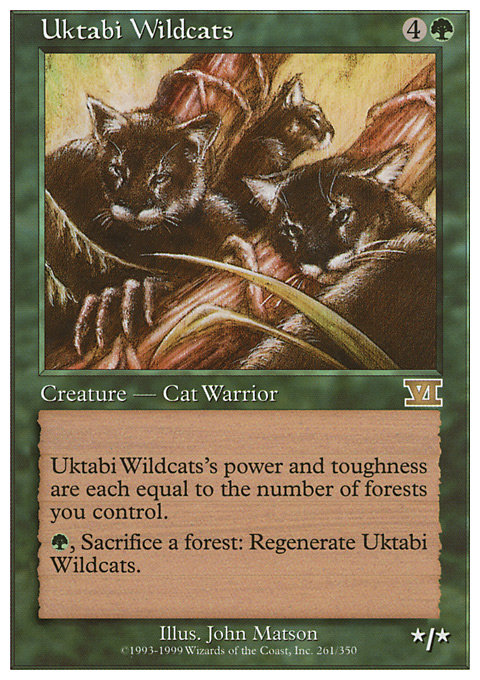 Uktabi Wildcats 4
Creature — Cat Warrior VI
Uktabi Wildcats's power and toughness
are each equal to the number of forests
you control.
, Sacrifice a forest: Regenerate Uktabi
Wildcats.
Illus. John Matson
©1993-1999 Wizards of the Coast, Inc. 261/350
★/★